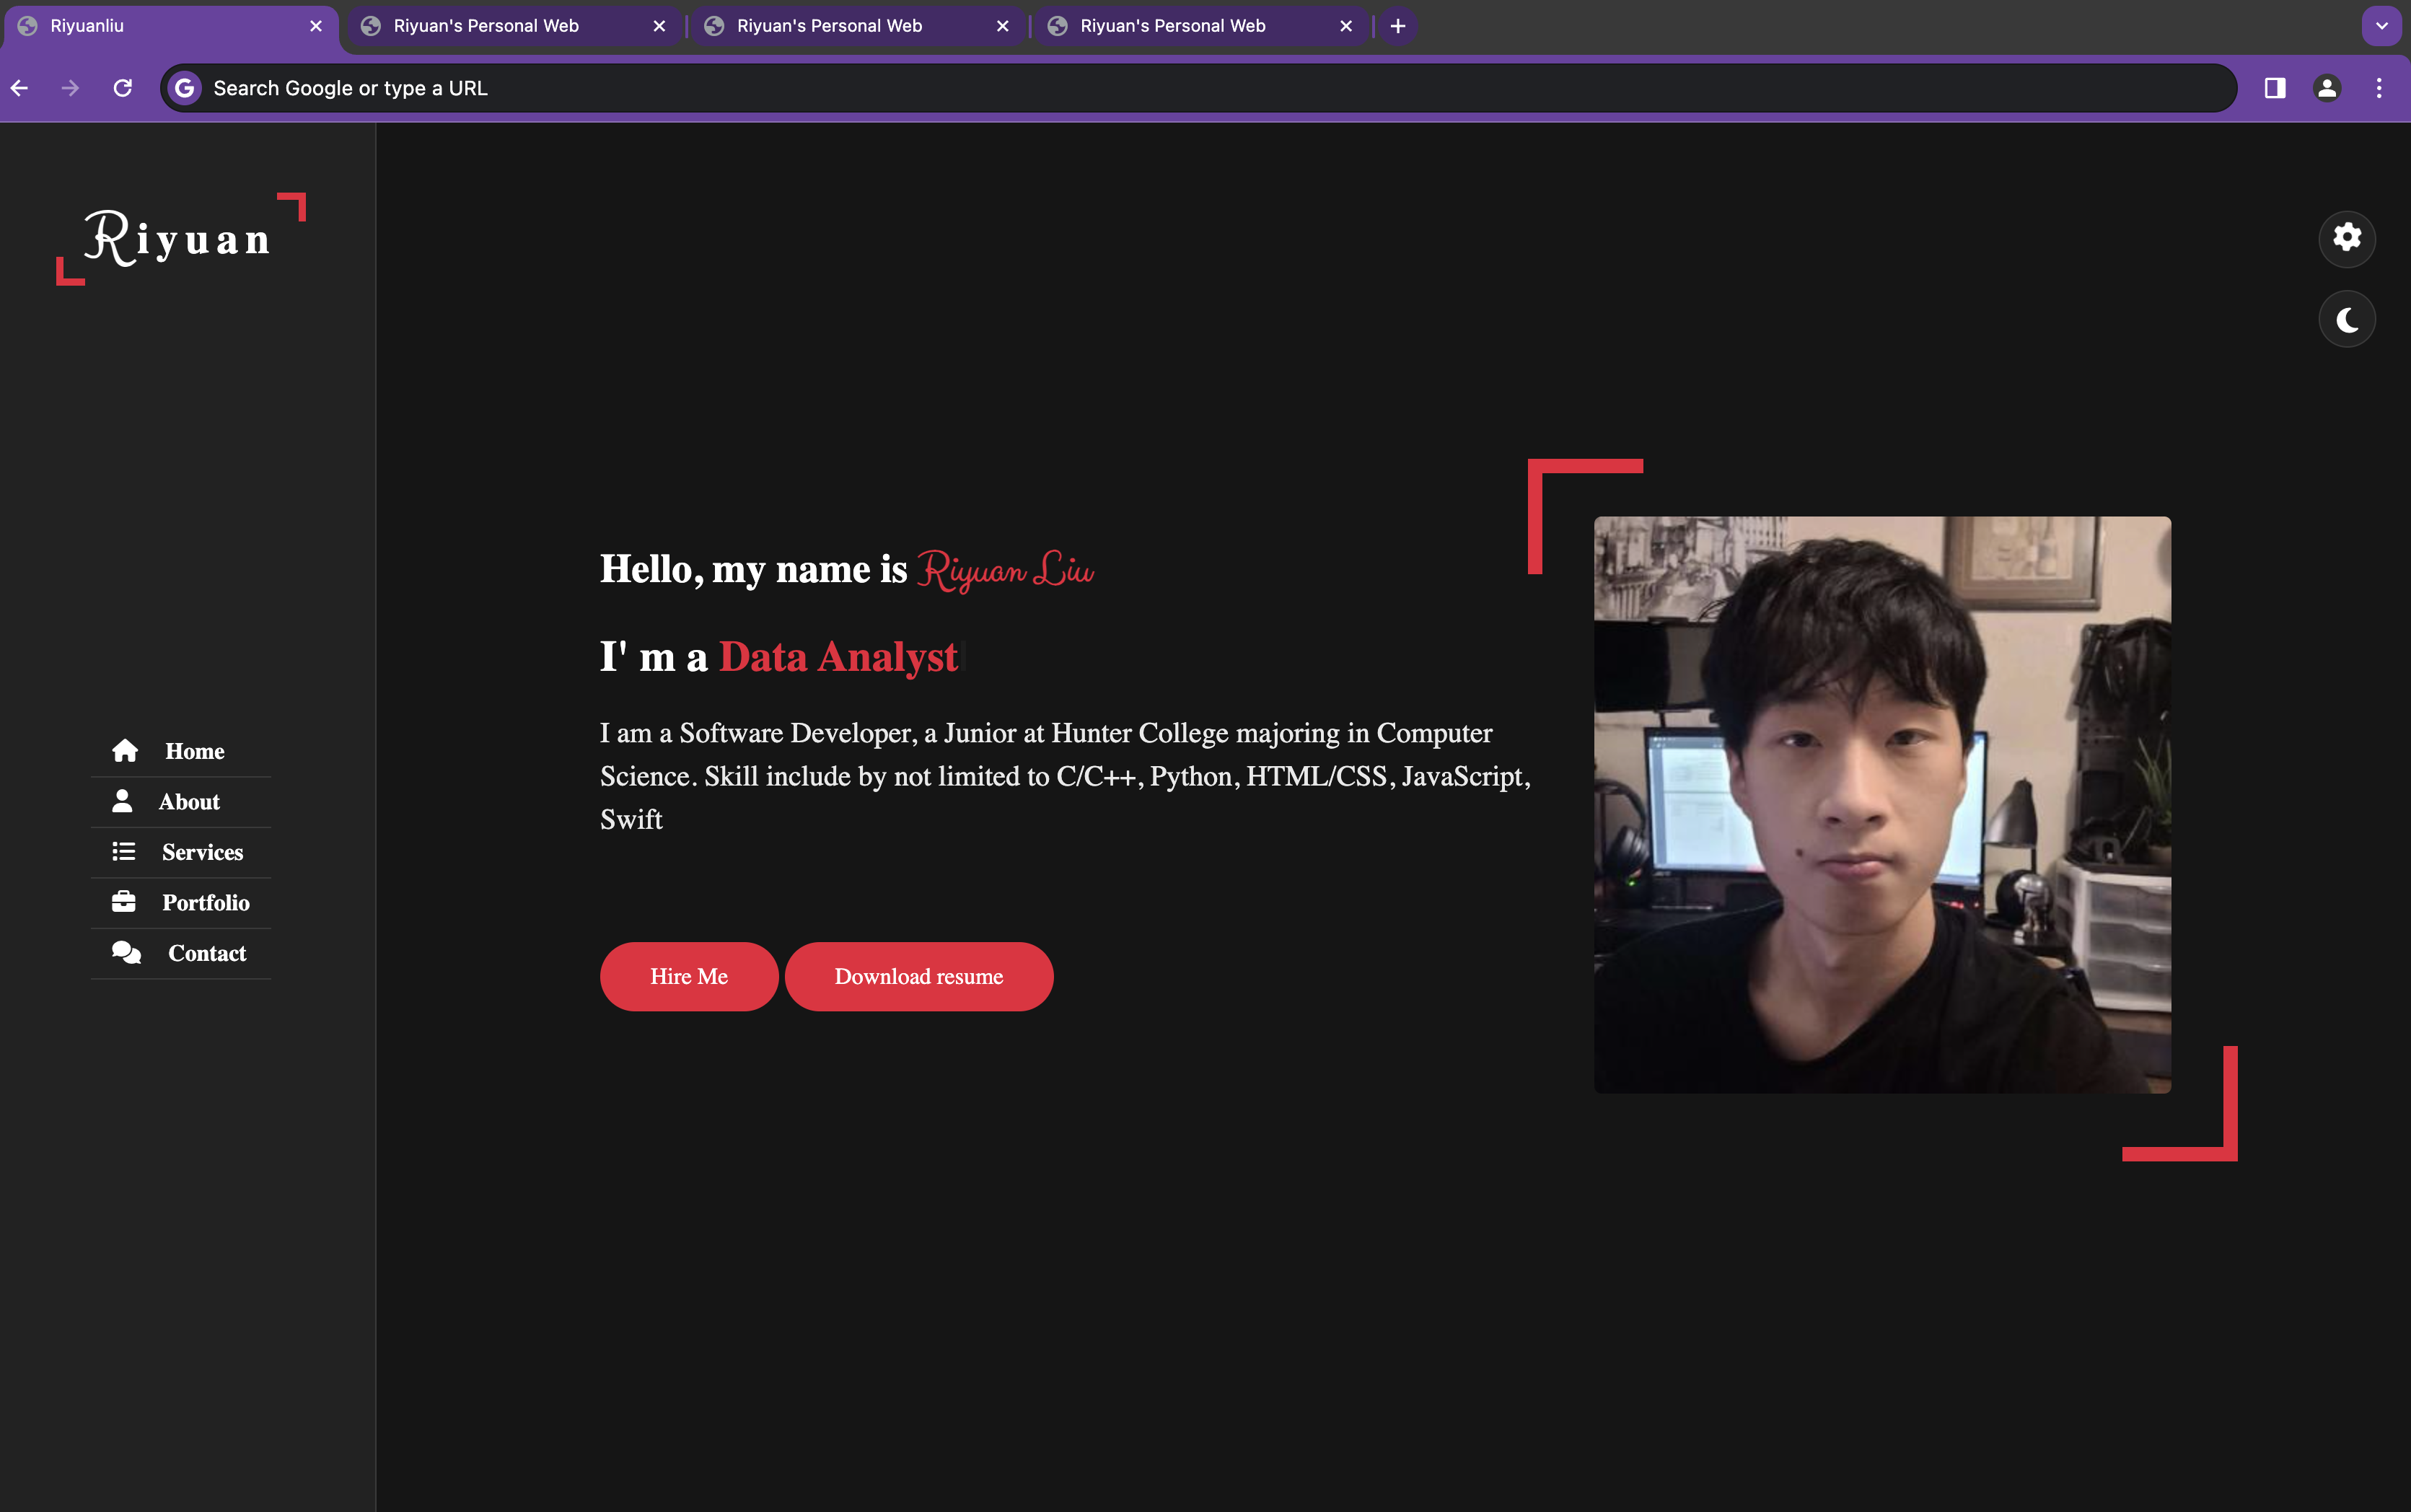 Riyuanliu
Riyuan's Personal Web
Riyuan's Personal Web
Riyuan's Personal Web
Search Google or type a URL
Riyuan
Hello, my name is Riyuan Liu
I' m a Data Analyst
I am a Software Developer, a Junior at Hunter College majoring in Computer
Science. Skill include by not limited to C/C++, Python, HTML/CSS, JavaScript,
Swift
Home
About
Services
Portfolio
Contact
Hire Me
Download resume